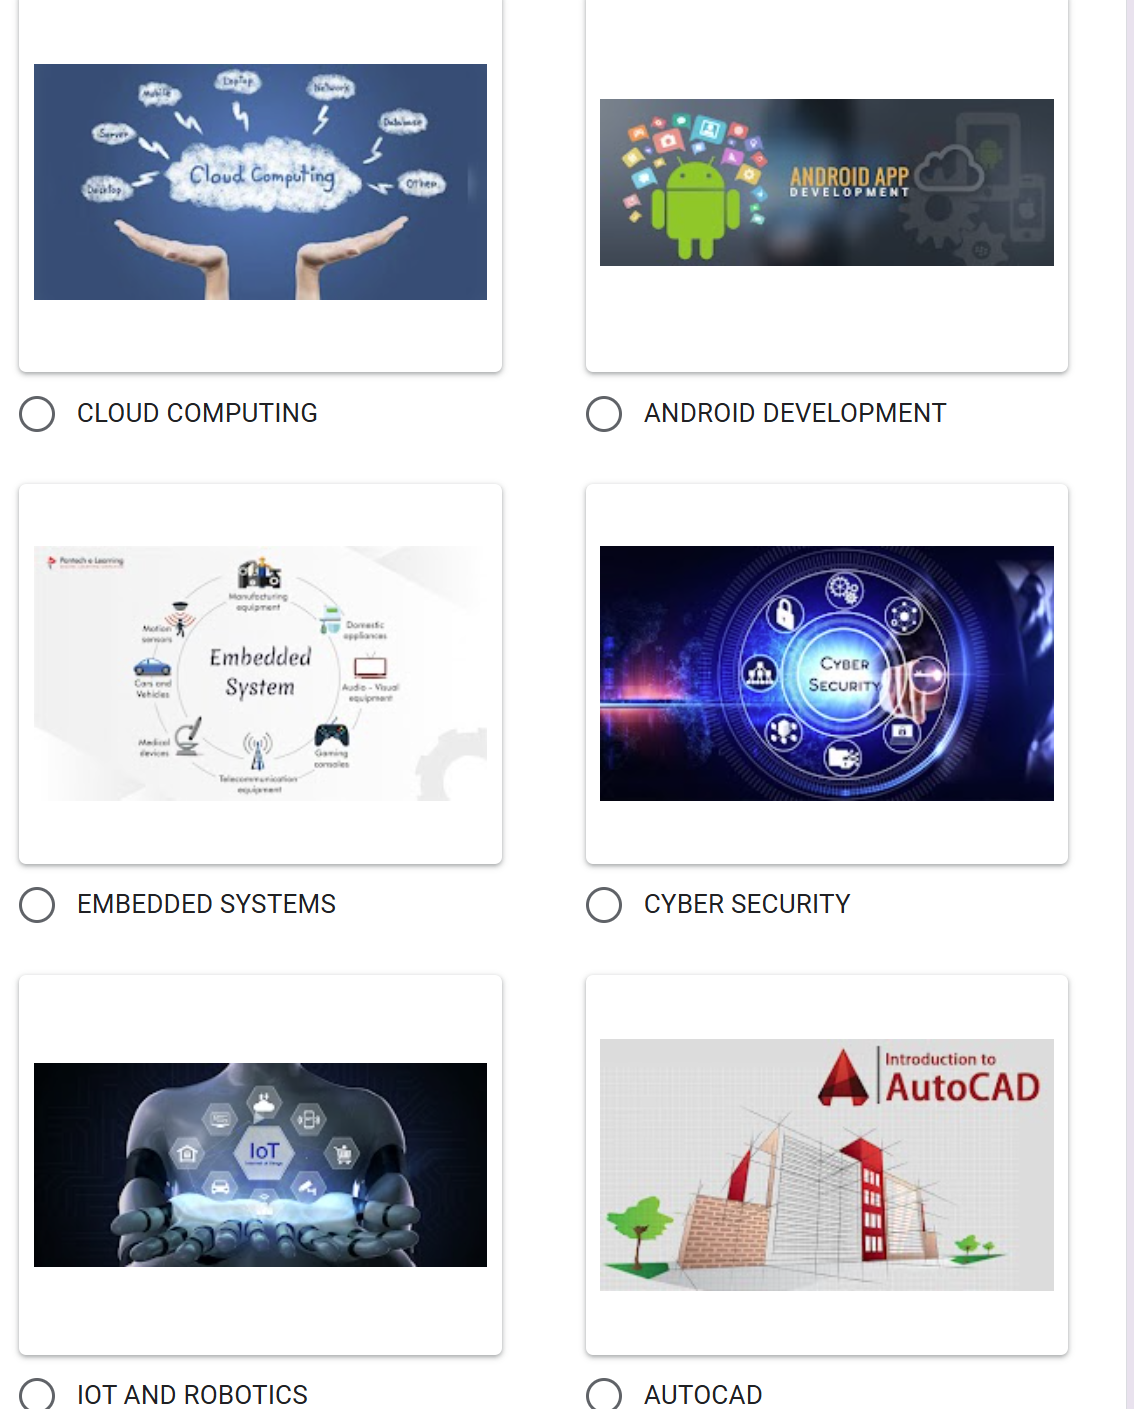 Laptop
Mobile
Network
Server
Database
Cloud Computing
Desktop
Other
ANDROID APP
DEVELOPMENT
CLOUD COMPUTING
ANDROID DEVELOPMENT
Pantech e Learning
Manufacturing
equipment
Motion
sensors
Domestic
appliances
Embedded
System
Cars and
Vehicles
Audio - Visual
equipment
Medical
devices
Gaming
consoles
Telecommunication
equipment
CYBER
SECURITY
EMBEDDED SYSTEMS
CYBER SECURITY
IoT
Introduction to
AutoCAD
IOT AND ROBOTICS
AUTOCAD